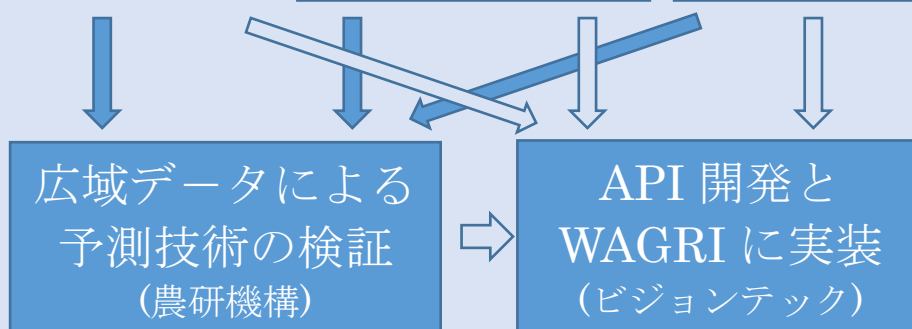 広域データによる
予測技術の検証
(農研機構)
API 開発と
WAGRI に実装
(ビジョンテック)